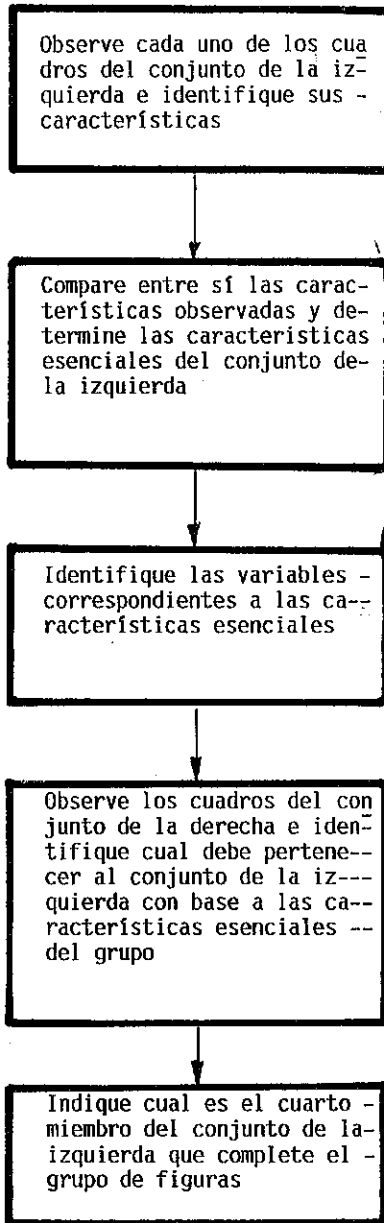 Observe cada uno de los cua
dros del conjunto de la iz-
quierda e identifique sus -
características
Compare entre sí las carac-
terísticas observadas y de-
termine las caracteristicas
esenciales del conjunto de-
la izquierda
Identifique las variables -
correspondientes a las ca--
racterísticas esenciales
Observe los cuadros del con
junto de la derecha e iden-
tifique cual debe pertene--
cer al conjunto de la iz---
quierda con base a las ca--
racterísticas esenciales --
del grupo
Indique cual es el cuarto -
miembro del conjunto de la-
izquierda que complete el -
grupo de figuras